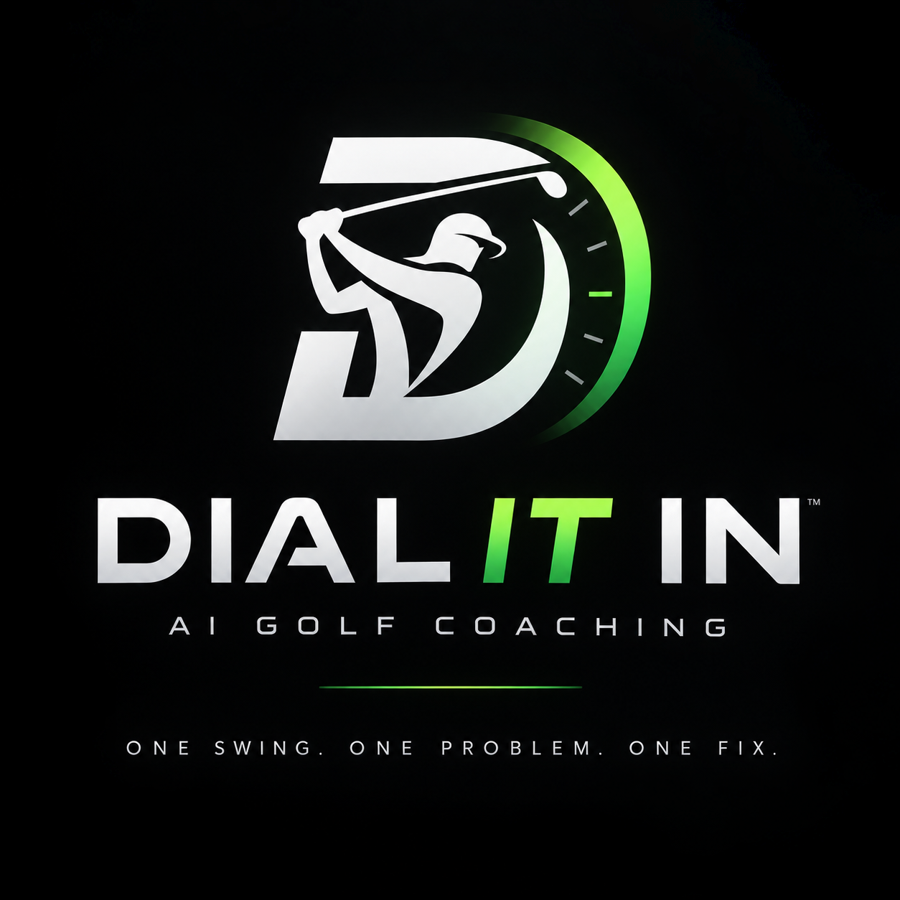 DIAL IT IN™
AI GOLF COACHING
ONE SWING. ONE PROBLEM. ONE FIX.